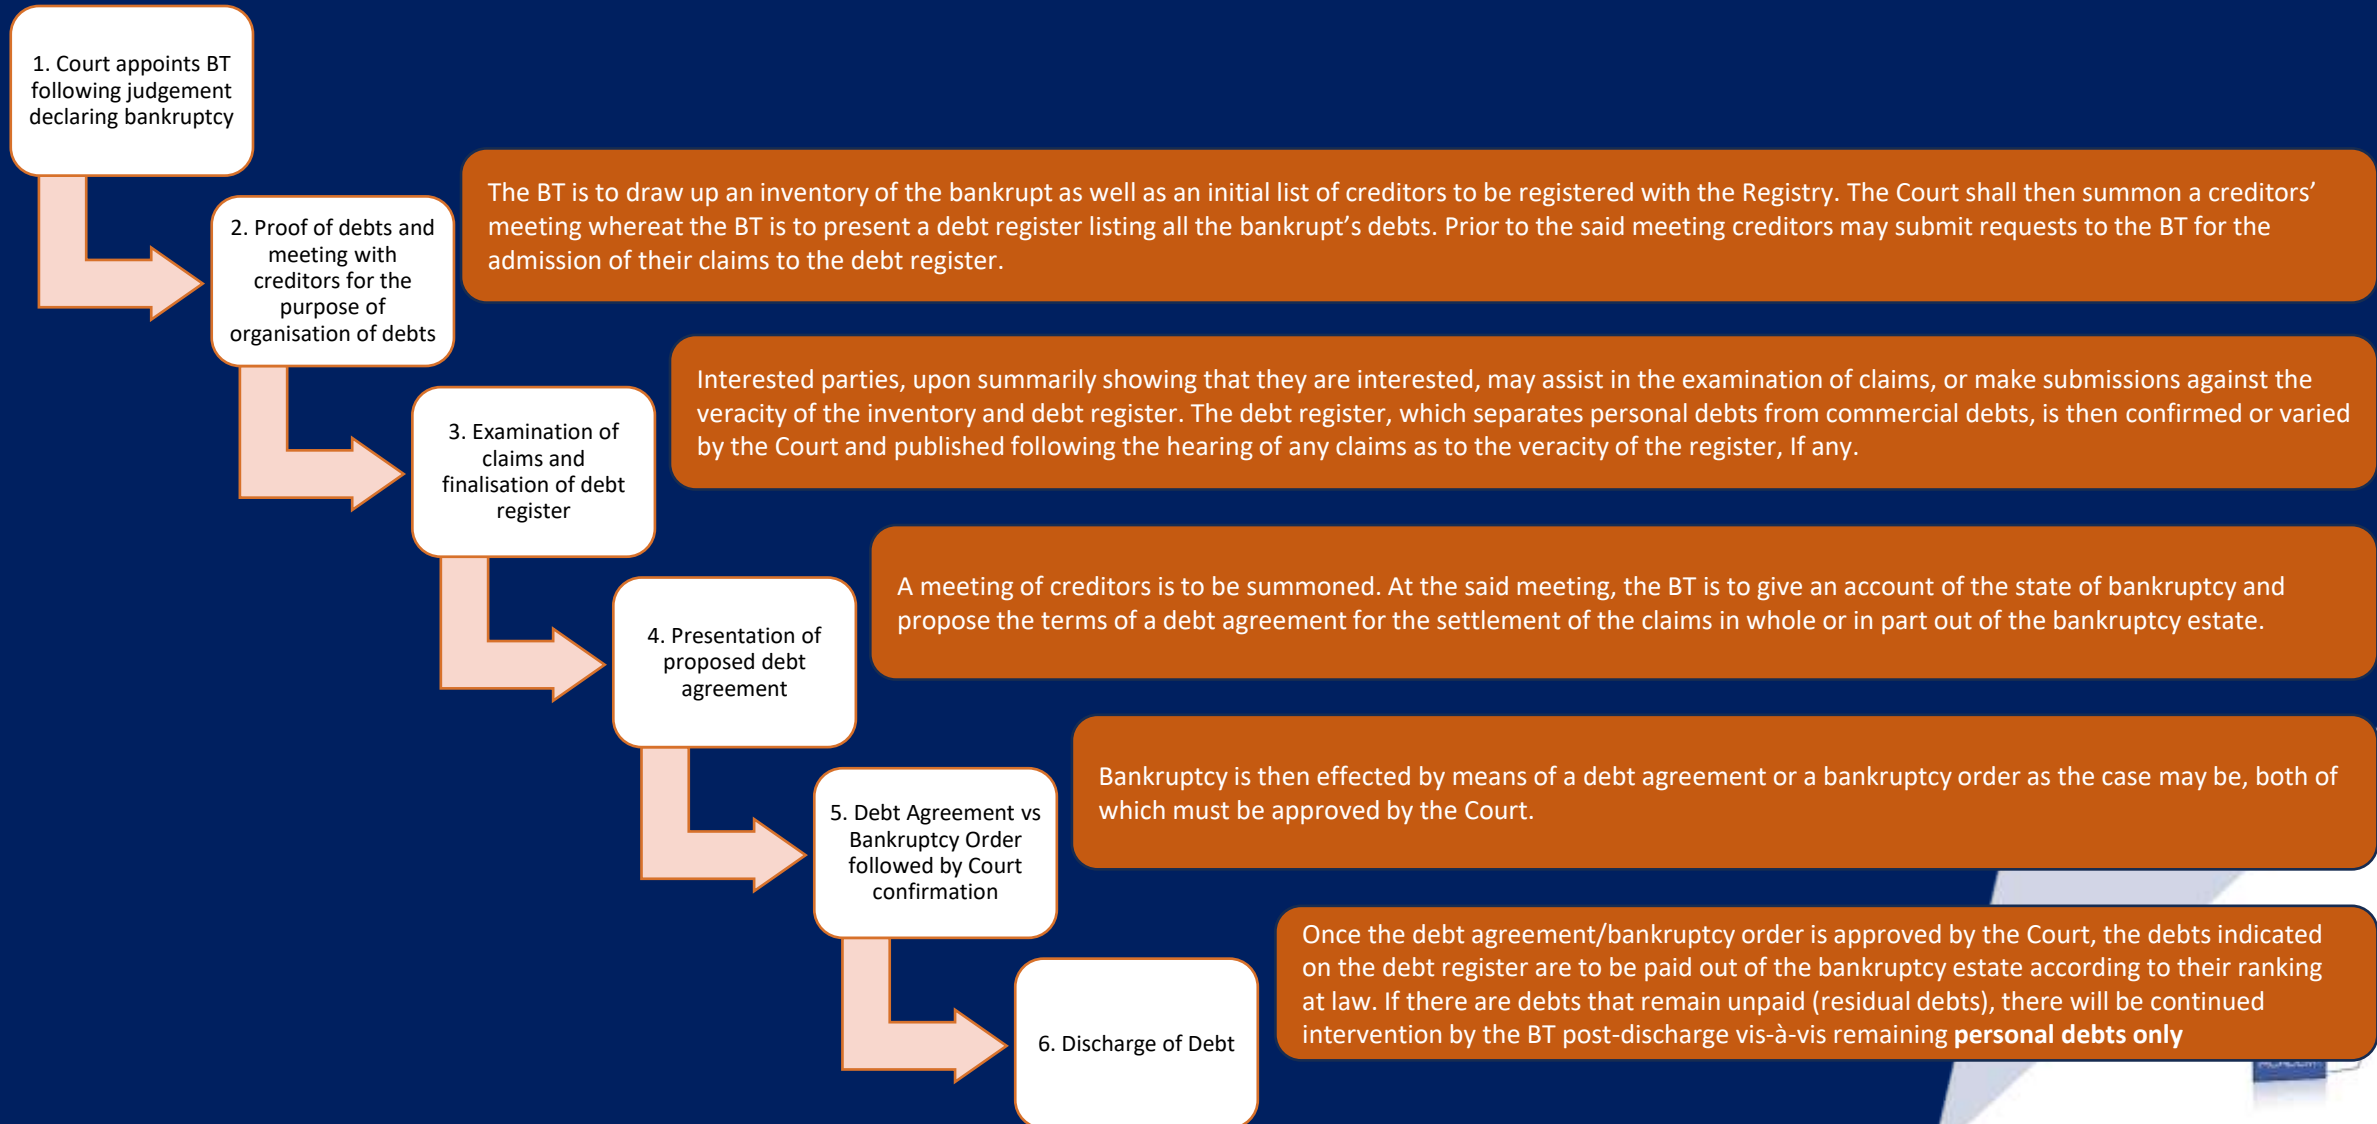 1. Court appoints BT
following judgement
declaring bankruptcy
2. Proof of debts and
meeting with
creditors for the
purpose of
organisation of debts
The BT is to draw up an inventory of the bankrupt as well as an initial list of creditors to be registered with the Registry. The Court shall then summon a creditors’
meeting whereat the BT is to present a debt register listing all the bankrupt’s debts. Prior to the said meeting creditors may submit requests to the BT for the
admission of their claims to the debt register.
3. Examination of
claims and
finalisation of debt
register
Interested parties, upon summarily showing that they are interested, may assist in the examination of claims, or make submissions against the
veracity of the inventory and debt register. The debt register, which separates personal debts from commercial debts, is then confirmed or varied
by the Court and published following the hearing of any claims as to the veracity of the register, If any.
4. Presentation of
proposed debt
agreement
A meeting of creditors is to be summoned. At the said meeting, the BT is to give an account of the state of bankruptcy and
propose the terms of a debt agreement for the settlement of the claims in whole or in part out of the bankruptcy estate.
5. Debt Agreement vs
Bankruptcy Order
followed by Court
confirmation
Bankruptcy is then effected by means of a debt agreement or a bankruptcy order as the case may be, both of
which must be approved by the Court.
6. Discharge of Debt
Once the debt agreement/bankruptcy order is approved by the Court, the debts indicated
on the debt register are to be paid out of the bankruptcy estate according to their ranking
at law. If there are debts that remain unpaid (residual debts), there will be continued
intervention by the BT post-discharge vis-à-vis remaining personal debts only